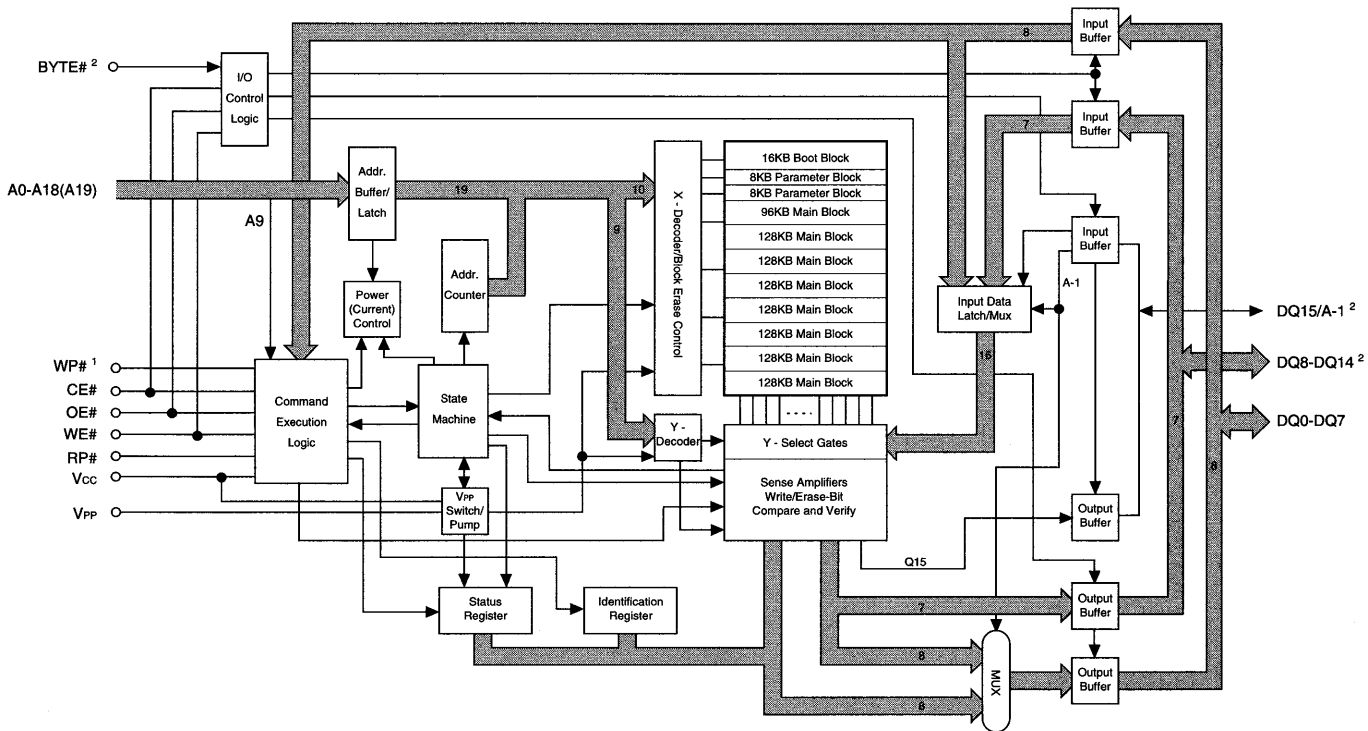 BYTE# 2
I/O
Control
Logic
8
Input
Buffer
7
Input
Buffer
A0-A18(A19)
Addr.
Buffer/
Latch
19
10
9
A9
X - Decoder/Block Erase Control
16KB Boot Block
8KB Parameter Block
8KB Parameter Block
96KB Main Block
128KB Main Block
128KB Main Block
128KB Main Block
128KB Main Block
128KB Main Block
128KB Main Block
128KB Main Block
Input
Buffer
A-1
Addr.
Counter
Power
(Current)
Control
Input Data
Latch/Mux
16
DQ15/A-1 2
DQ8-DQ14 2
DQ0-DQ7
7
8
WP# 1
CE#
OE#
WE#
RP#
VCC
VPP
Command
Execution
Logic
State
Machine
VPP
Switch/
Pump
Y -
Decoder
Y - Select Gates
Sense Amplifiers
Write/Erase-Bit
Compare and Verify
Output
Buffer
Q15
Status
Register
Identification
Register
7
Output
Buffer
8
8
MUX
Output
Buffer